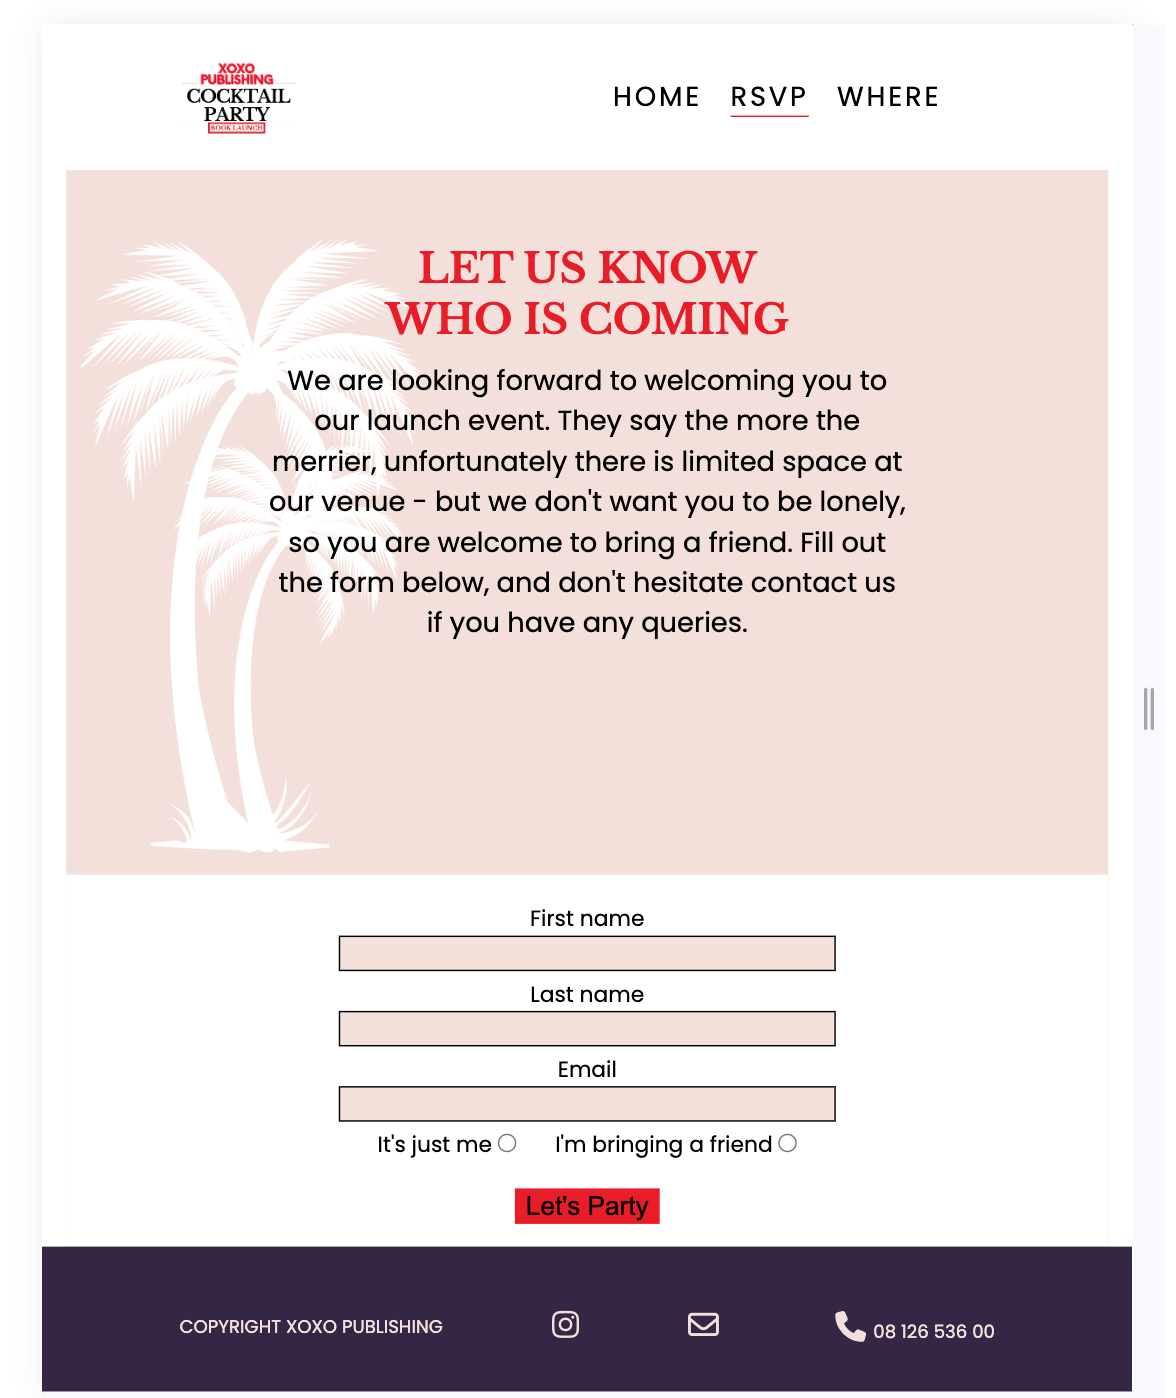 XOXO
PUBLISHING
COCKTAIL
PARTY
BOOK LAUNCH
HOME RSVP WHERE
LET US KNOW
WHO IS COMING
We are looking forward to welcoming you to
our launch event. They say the more the
merrier, unfortunately there is limited space at
our venue - but we don't want you to be lonely,
so you are welcome to bring a friend. Fill out
the form below, and don't hesitate contact us
if you have any queries.
First name
Last name
Email
It's just me I'm bringing a friend
Let's Party
COPYRIGHT XOXO PUBLISHING 08 126 536 00